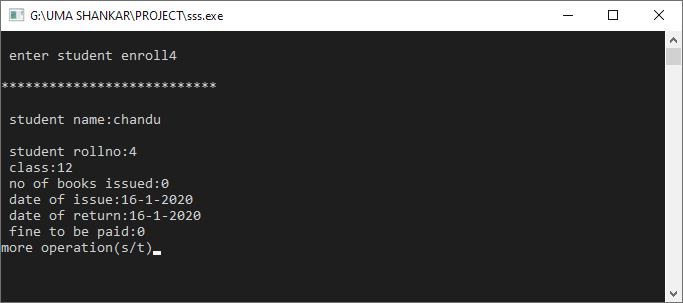 G:\UMA SHANKAR\PROJECT\sss.exe
enter student enroll4
***************************
student name:chandu
student rollno:4
class:12
no of books issued:0
date of issue:16-1-2020
date of return:16-1-2020
fine to be paid:0
more operation(s/t)